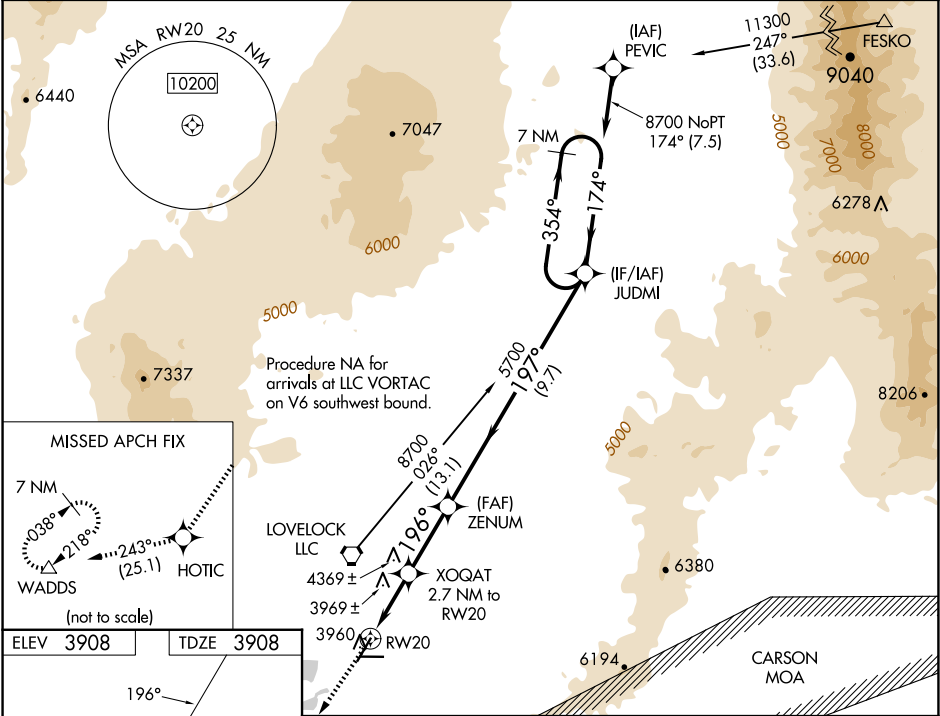 MSA RW20 25 NM
10200
6440
7047
(IAF)
PEVIC
11300
247°
(33.6)
FESKO
9040
8700 NoPT
174° (7.5)
7 NM
5000
7000
8000
354°
174°
6278
6000
6000
(IF/IAF)
JUDMI
5000
Procedure NA for
arrivals at LLC VORTAC
on V6 southwest bound.
7337
5700
197°
(9.7)
8206
5000
8700
026°
(13.1)
MISSED APCH FIX
7 NM
038°
218°
243°
(25.1)
HOTIC
WADDS
(not to scale)
(FAF)
ZENUM
196°
LOVELOCK
LLC
4369 ±
3969 ±
XOQAT
2.7 NM to
RW20
6380
3960
RW20
6194
CARSON
MOA
ELEV 3908
TDZE 3908
196°